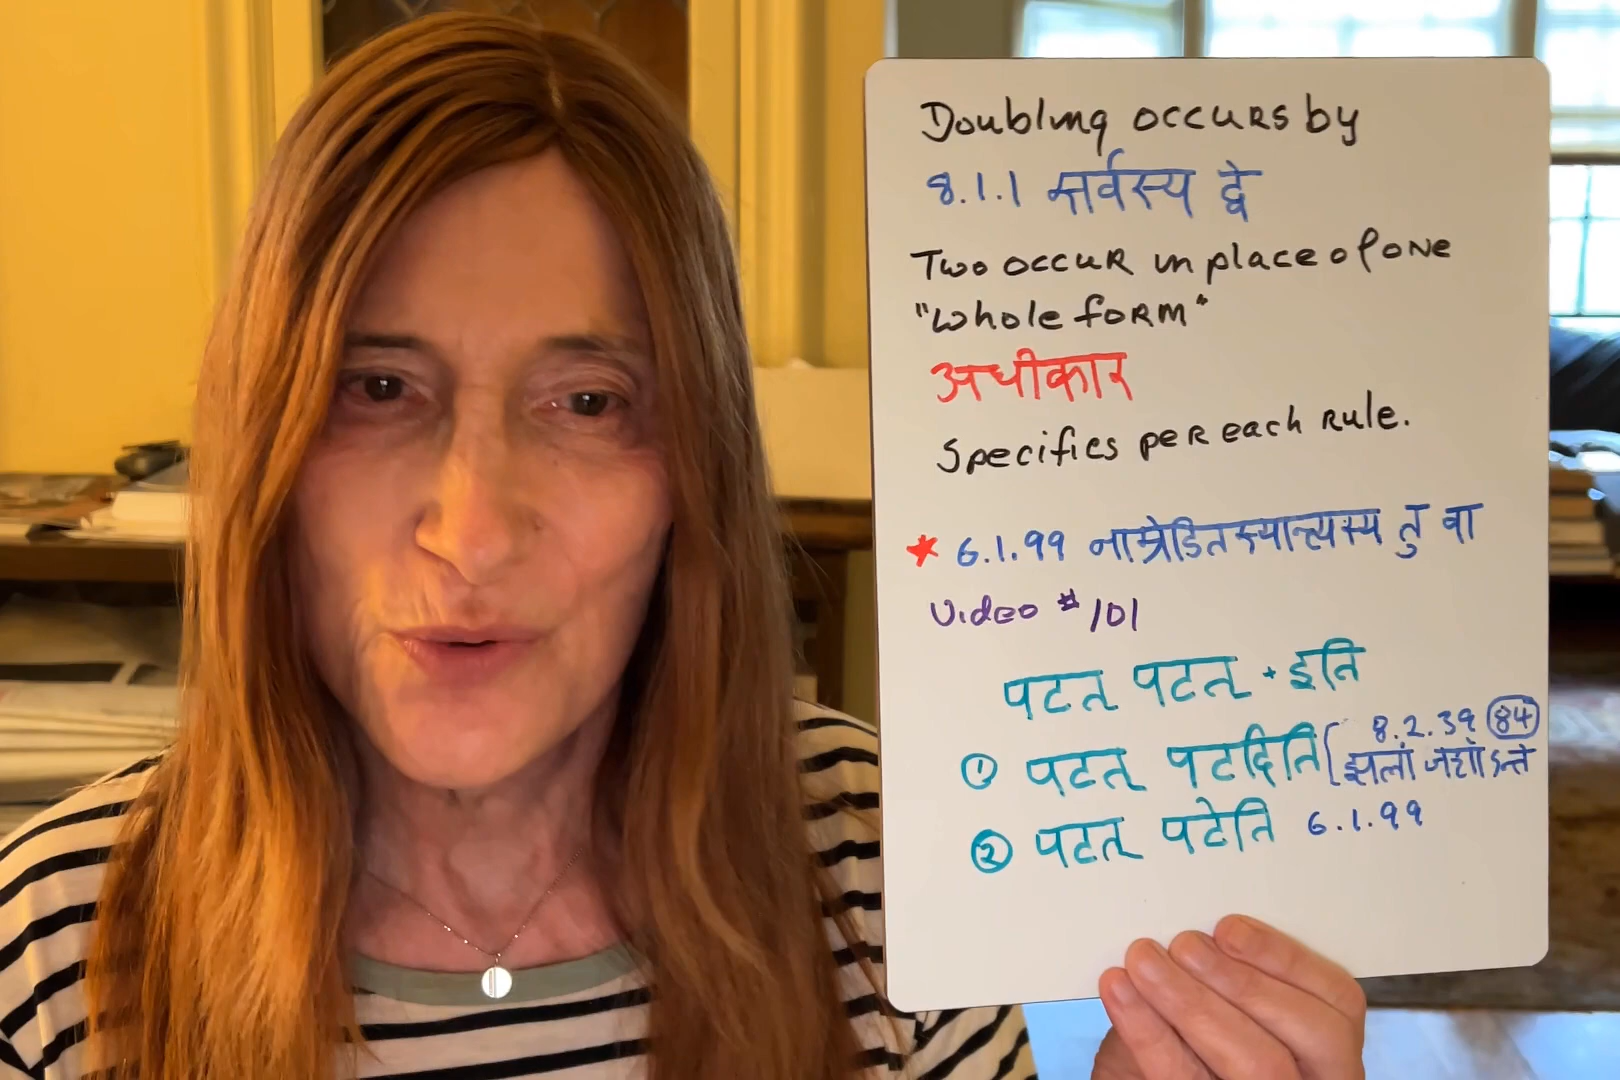 Doubling occurs by
8.1.1 सर्वस्य द्वे
Two occur in place of one
"whole form"
अधीकार
Specifics per each rule.
* 6.1.99 नाम्रेडितस्यान्त्यस्य तु वा
Video # 101
पटत् पटत् + इति
① पटत् पटदिति { 8.2.39 84
झलां जशोऽन्ते
② पटत् पटेति 6.1.99